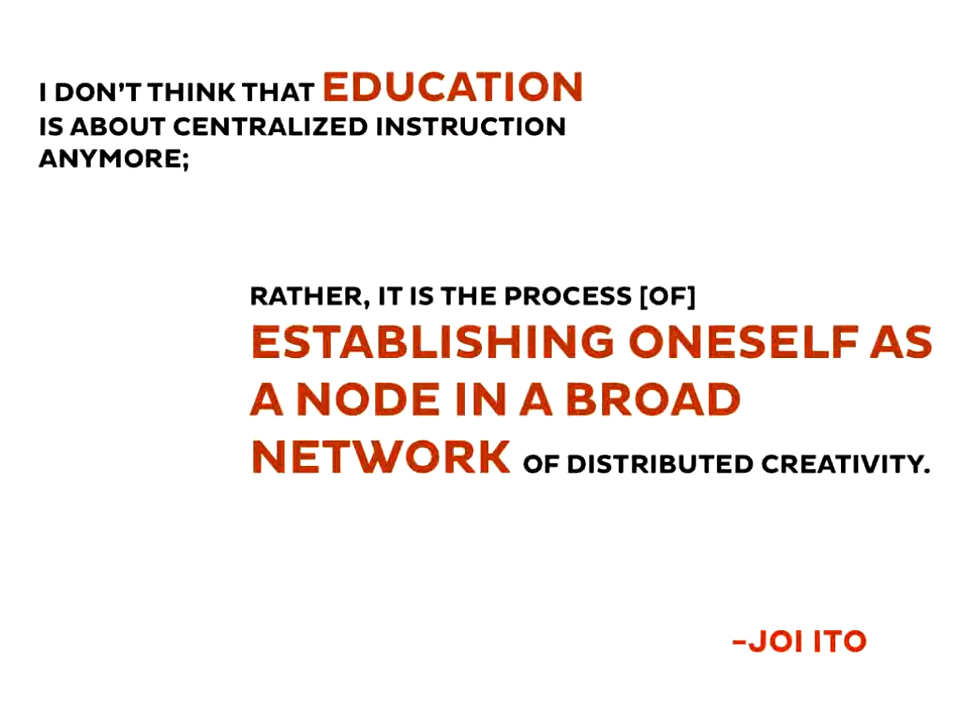 I DON'T THINK THAT EDUCATION
IS ABOUT CENTRALIZED INSTRUCTION
ANYMORE;
RATHER, IT IS THE PROCESS [OF]
ESTABLISHING ONESELF AS
A NODE IN A BROAD
NETWORK OF DISTRIBUTED CREATIVITY.
–JOI ITO